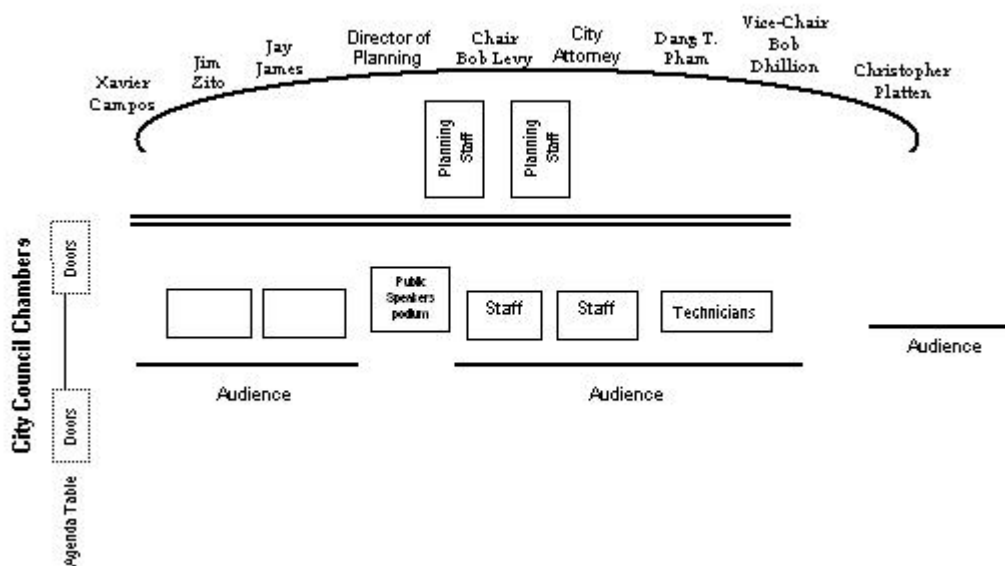 Xavier
Campos
Jim
Zito
Jay
James
Director of
Planning
Chair
Bob Levy
City
Attorney
Dang T.
Pham
Vice-Chair
Bob
Dhillion
Christopher
Platten
Planning
Staff
Planning
Staff
City Council Chambers
Doors
Doors
Agenda Table
Public
Speakers
podium
Staff
Staff
Technicians
Audience
Audience
Audience